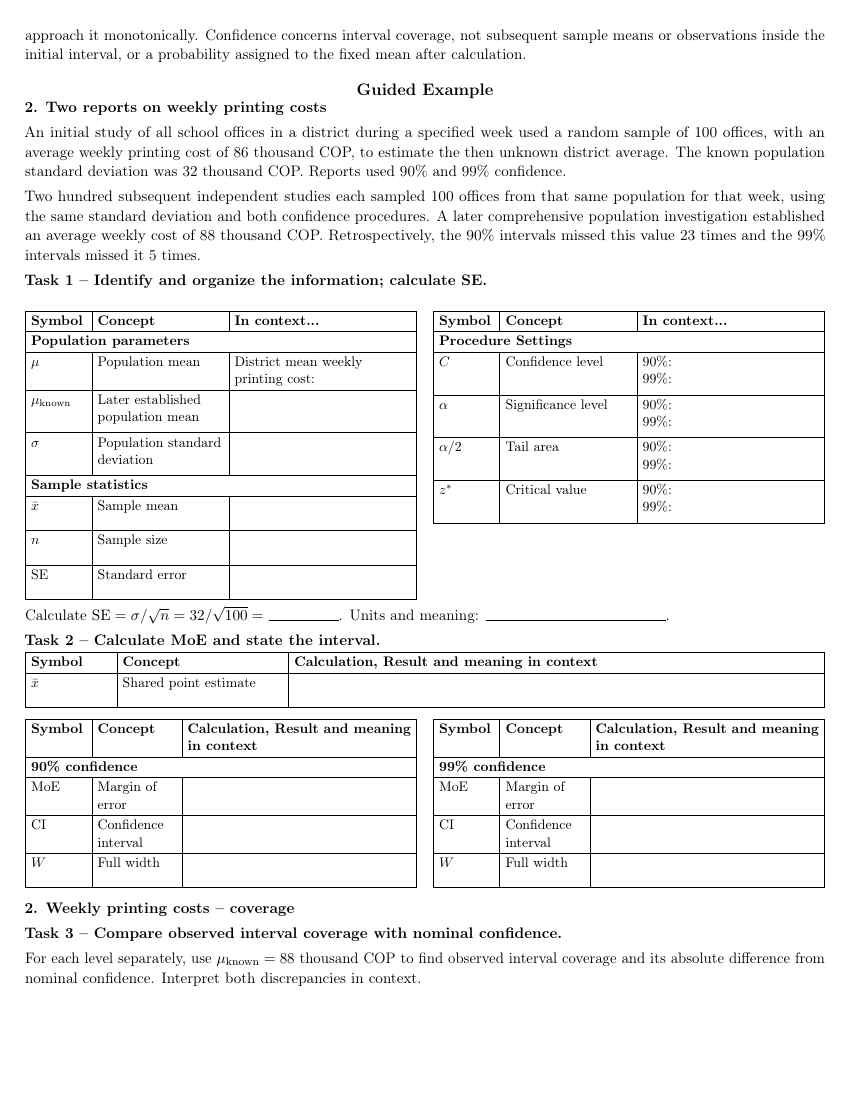 approach it monotonically. Confidence concerns interval coverage, not subsequent sample means or observations inside the
initial interval, or a probability assigned to the fixed mean after calculation.
Guided Example
2. Two reports on weekly printing costs
An initial study of all school offices in a district during a specified week used a random sample of 100 offices, with an
average weekly printing cost of 86 thousand COP, to estimate the then unknown district average. The known population
standard deviation was 32 thousand COP. Reports used 90% and 99% confidence.
Two hundred subsequent independent studies each sampled 100 offices from that same population for that week, using
the same standard deviation and both confidence procedures. A later comprehensive population investigation established
an average weekly cost of 88 thousand COP. Retrospectively, the 90% intervals missed this value 23 times and the 99%
intervals missed it 5 times.
Task 1 – Identify and organize the information; calculate SE.
Symbol Concept In context...
Population parameters
μ Population mean District mean weekly
printing cost:
μknown Later established
population mean
σ Population standard
deviation
Sample statistics
x̄ Sample mean
n Sample size
SE Standard error
Symbol Concept In context...
Procedure Settings
C Confidence level 90%:
99%:
α Significance level 90%:
99%:
α/2 Tail area 90%:
99%:
z* Critical value 90%:
99%:
Calculate SE = σ/√n = 32/√100 = ________. Units and meaning: ____________________.
Task 2 – Calculate MoE and state the interval.
Symbol Concept Calculation, Result and meaning in context
x̄ Shared point estimate
Symbol Concept Calculation, Result and meaning
in context
90% confidence
MoE Margin of
error
CI Confidence
interval
W Full width
Symbol Concept Calculation, Result and meaning
in context
99% confidence
MoE Margin of
error
CI Confidence
interval
W Full width
2. Weekly printing costs – coverage
Task 3 – Compare observed interval coverage with nominal confidence.
For each level separately, use μknown = 88 thousand COP to find observed interval coverage and its absolute difference from
nominal confidence. Interpret both discrepancies in context.